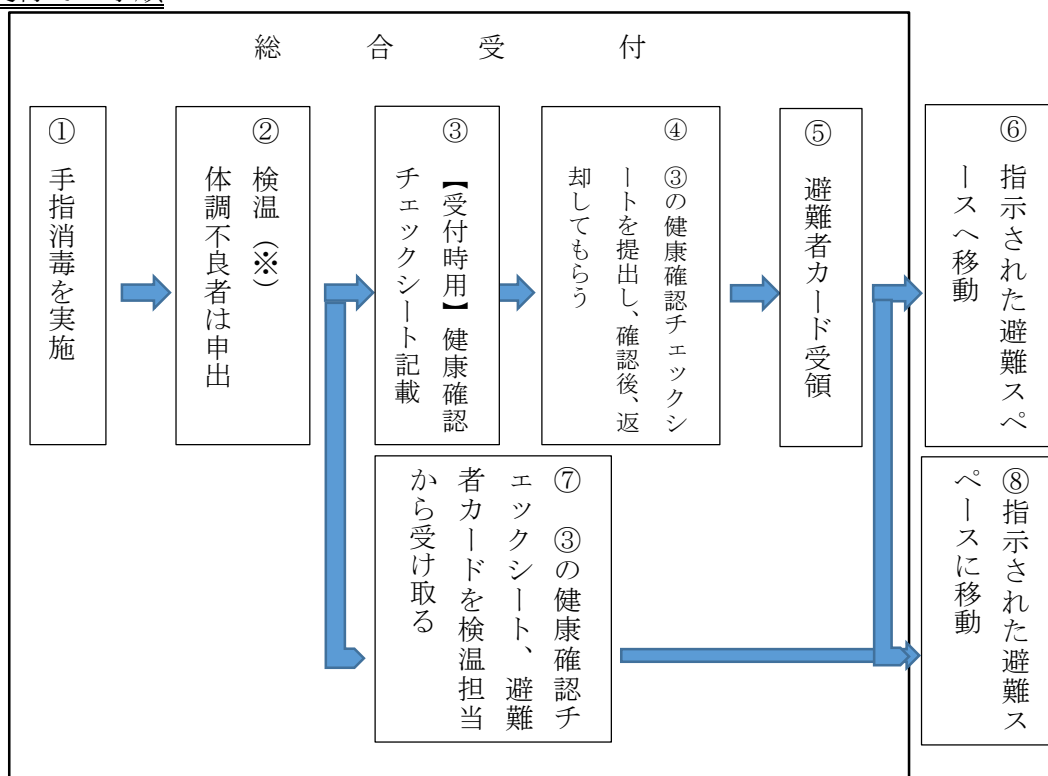 総合受付
①　手指消毒を実施
②　検温（※）
体調不良者は申出
③　【受付時用】健康確認
チェックシート記載
④　③の健康確認チェックシ
ートを提出し、確認後、返
却してもらう
⑤　避難者カード受領
⑥　指示された避難スペ
ースへ移動
⑦　③の健康確認チ
ェックシート、避難
者カードを検温担当
から受け取る
⑧指示された避難ス
ペースに移動